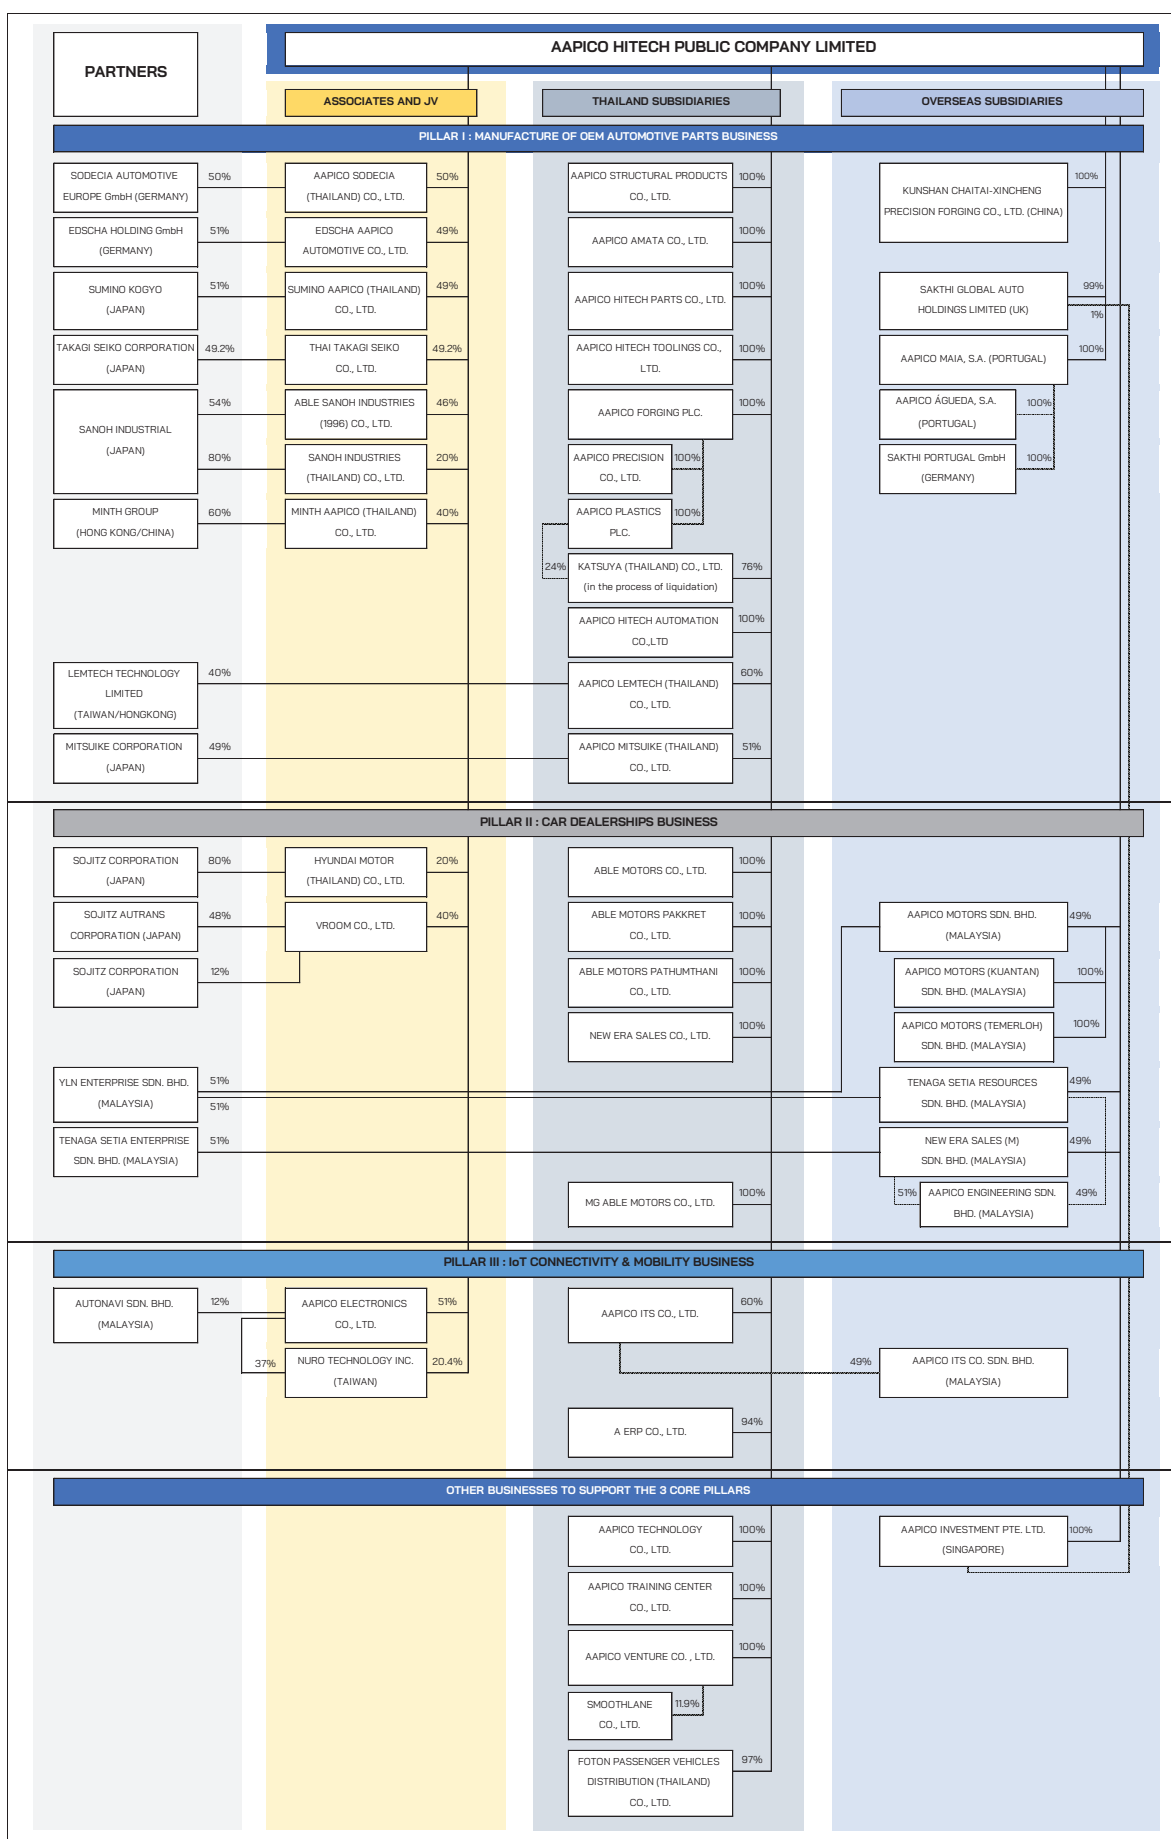 PARTNERS
AAPICO HITECH PUBLIC COMPANY LIMITED
ASSOCIATES AND JV
THAILAND SUBSIDIARIES
OVERSEAS SUBSIDIARIES
PILLAR I : MANUFACTURE OF OEM AUTOMOTIVE PARTS BUSINESS
SODECIA AUTOMOTIVE
EUROPE GmbH (GERMANY)
50%
AAPICO SODECIA
(THAILAND) CO., LTD.
50%
AAPICO STRUCTURAL PRODUCTS
CO., LTD.
100%
KUNSHAN CHAITAI-XINCHENG
PRECISION FORGING CO., LTD. (CHINA)
100%
EDSCHA HOLDING GmbH
(GERMANY)
51%
EDSCHA AAPICO
AUTOMOTIVE CO., LTD.
49%
AAPICO AMATA CO., LTD.
100%
SUMINO KOGYO
(JAPAN)
51%
SUMINO AAPICO (THAILAND)
CO., LTD.
49%
AAPICO HITECH PARTS CO., LTD.
100%
SAKTHI GLOBAL AUTO
HOLDINGS LIMITED (UK)
99%
1%
TAKAGI SEIKO CORPORATION
(JAPAN)
49.2%
THAI TAKAGI SEIKO
CO., LTD.
49.2%
AAPICO HITECH TOOLINGS CO.,
LTD.
100%
AAPICO MAIA, S.A. (PORTUGAL)
100%
SANOH INDUSTRIAL
(JAPAN)
54%
ABLE SANOH INDUSTRIES
(1996) CO., LTD.
46%
AAPICO FORGING PLC.
100%
AAPICO ÁGUEDA, S.A.
(PORTUGAL)
100%
80%
SANOH INDUSTRIES
(THAILAND) CO., LTD.
20%
AAPICO PRECISION
CO., LTD.
100%
SAKTHI PORTUGAL GmbH
(GERMANY)
100%
MINTH GROUP
(HONG KONG/CHINA)
60%
MINTH AAPICO (THAILAND)
CO., LTD.
40%
AAPICO PLASTICS
PLC.
100%
24%
KATSUYA (THAILAND) CO., LTD.
(in the process of liquidation)
76%
AAPICO HITECH AUTOMATION
CO.,LTD
100%
LEMTECH TECHNOLOGY
LIMITED
(TAIWAN/HONGKONG)
40%
AAPICO LEMTECH (THAILAND)
CO., LTD.
60%
MITSUIKE CORPORATION
(JAPAN)
49%
AAPICO MITSUIKE (THAILAND)
CO., LTD.
51%
PILLAR II : CAR DEALERSHIPS BUSINESS
SOJITZ CORPORATION
(JAPAN)
80%
HYUNDAI MOTOR
(THAILAND) CO., LTD.
20%
ABLE MOTORS CO., LTD.
100%
SOJITZ AUTRANS
CORPORATION (JAPAN)
48%
VROOM CO., LTD.
40%
ABLE MOTORS PAKKRET
CO., LTD.
100%
AAPICO MOTORS SDN. BHD.
(MALAYSIA)
49%
SOJITZ CORPORATION
(JAPAN)
12%
ABLE MOTORS PATHUMTHANI
CO., LTD.
100%
AAPICO MOTORS (KUANTAN)
SDN. BHD. (MALAYSIA)
100%
NEW ERA SALES CO., LTD.
100%
AAPICO MOTORS (TEMERLOH)
SDN. BHD. (MALAYSIA)
100%
YLN ENTERPRISE SDN. BHD.
(MALAYSIA)
51%
51%
TENAGA SETIA RESOURCES
SDN. BHD. (MALAYSIA)
49%
TENAGA SETIA ENTERPRISE
SDN. BHD. (MALAYSIA)
51%
NEW ERA SALES (M)
SDN. BHD. (MALAYSIA)
49%
MG ABLE MOTORS CO., LTD.
100%
51%
AAPICO ENGINEERING SDN.
BHD. (MALAYSIA)
49%
PILLAR III : IoT CONNECTIVITY & MOBILITY BUSINESS
AUTONAVI SDN. BHD.
(MALAYSIA)
12%
AAPICO ELECTRONICS
CO., LTD.
51%
AAPICO ITS CO., LTD.
60%
37%
NURO TECHNOLOGY INC.
(TAIWAN)
20.4%
49%
AAPICO ITS CO. SDN. BHD.
(MALAYSIA)
A ERP CO., LTD.
94%
OTHER BUSINESSES TO SUPPORT THE 3 CORE PILLARS
AAPICO TECHNOLOGY
CO., LTD.
100%
AAPICO INVESTMENT PTE. LTD.
(SINGAPORE)
100%
AAPICO TRAINING CENTER
CO., LTD.
100%
AAPICO VENTURE CO. , LTD.
100%
SMOOTHLANE
CO., LTD.
11.9%
FOTON PASSENGER VEHICLES
DISTRIBUTION (THAILAND)
CO., LTD.
97%